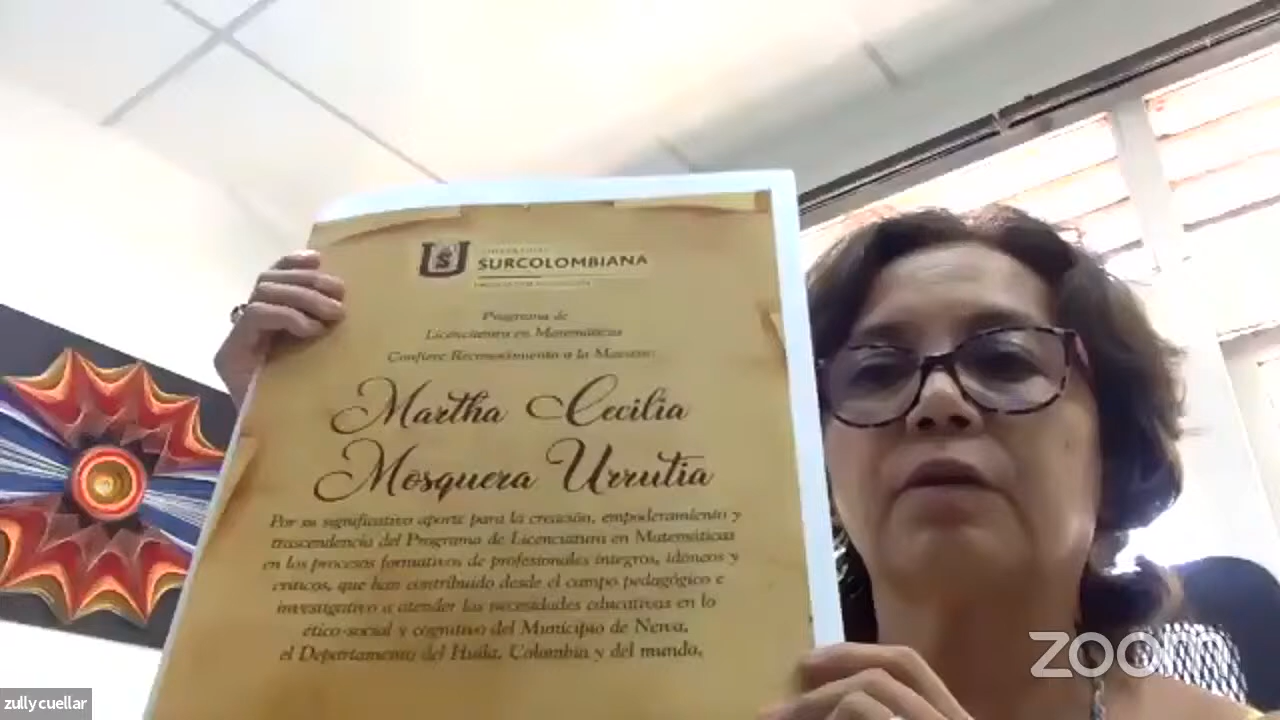 UNIVERSIDAD
SURCOLOMBIANA
Programa de
Licenciatura en Matemáticas
Confiere Reconocimiento a la Maestra:
Martha Cecilia
Mosquera Urrutia
Por su significativo aporte para la creación, empoderamiento y
trascendencia del Programa de Licenciatura en Matemáticas
en los procesos formativos de profesionales íntegros, idóneos y
críticos, que han contribuido desde el campo pedagógico e
investigativo a atender las necesidades educativas en lo
ético-social y cognitivo del Municipio de Neiva,
el Departamento del Huila, Colombia y del mundo.
zoom
zullycuellar